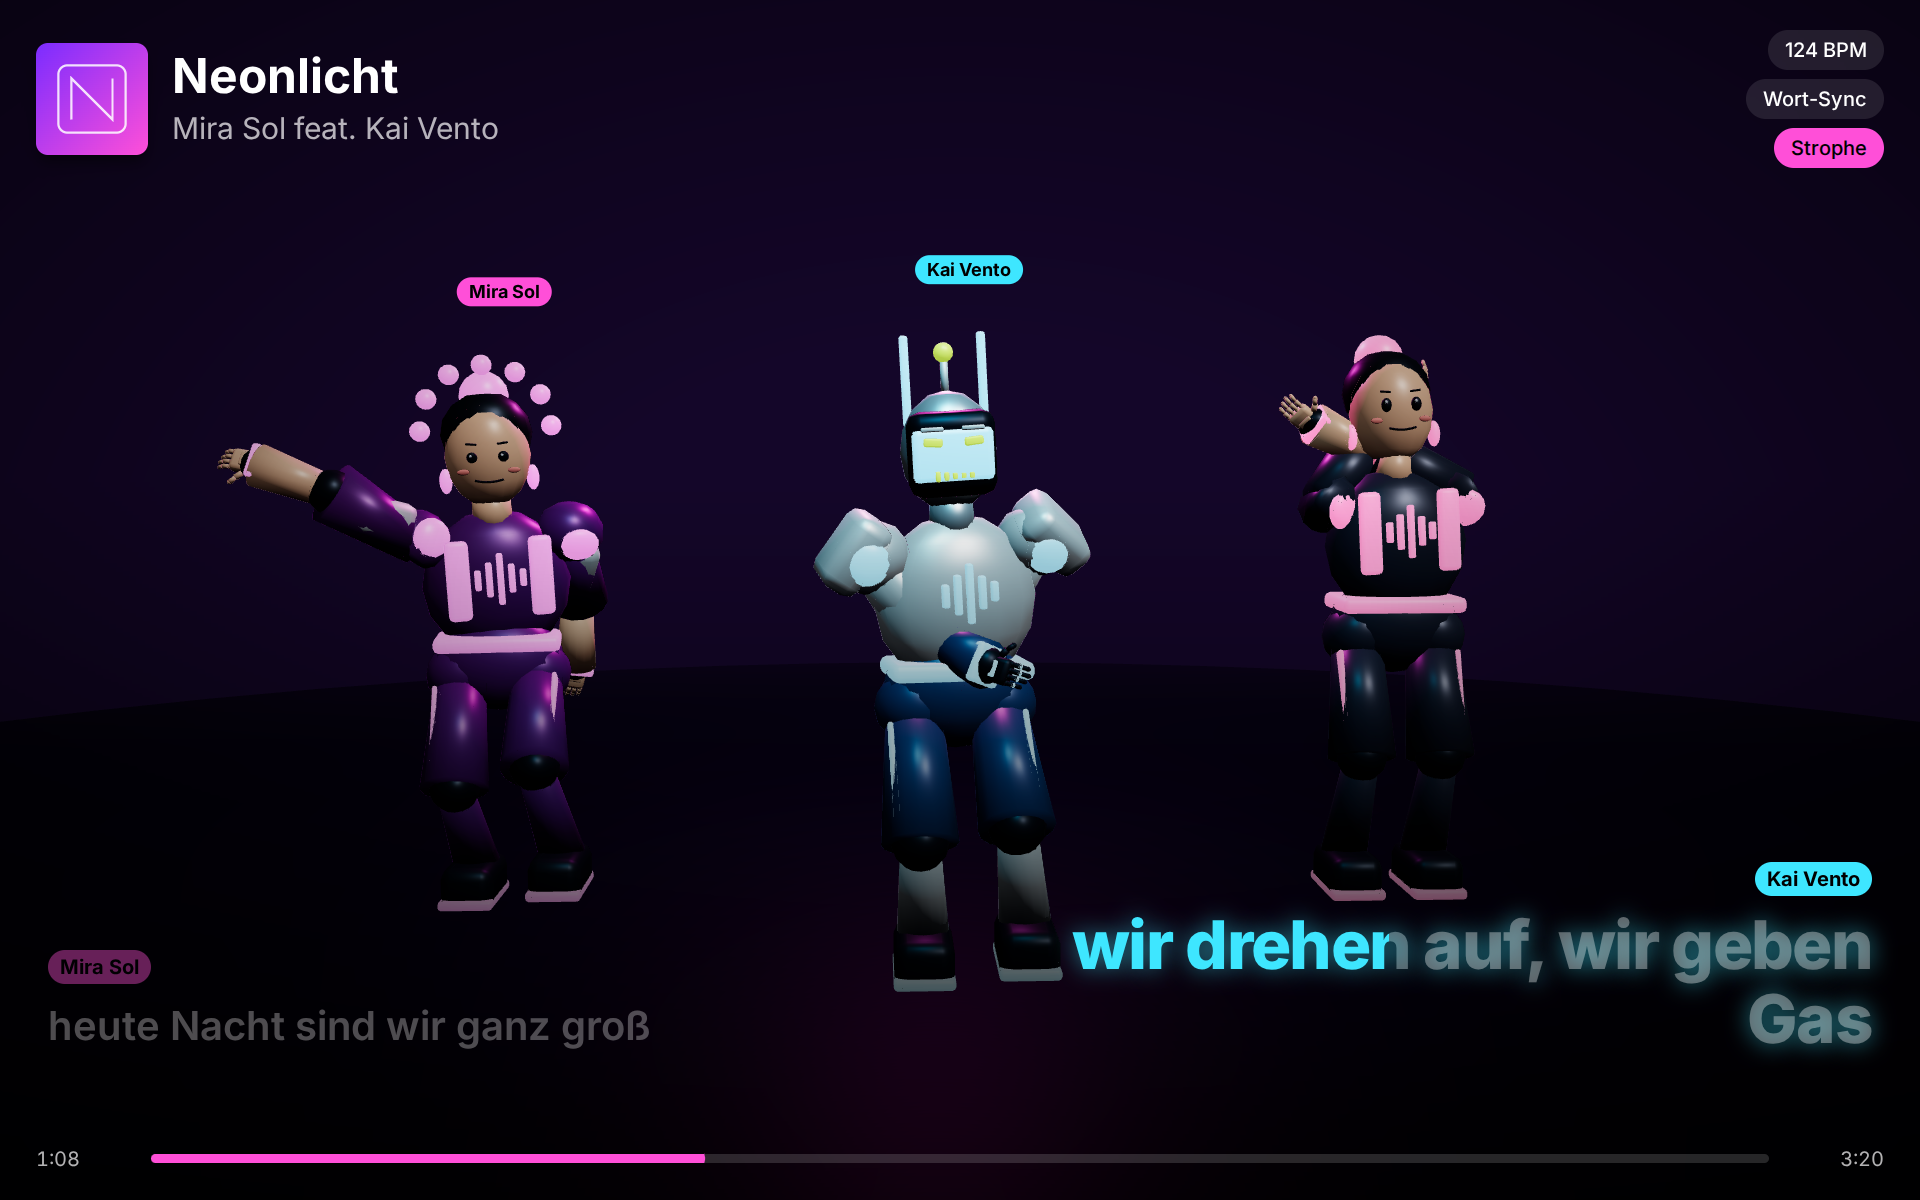 N
Neonlicht
Mira Sol feat. Kai Vento
124 BPM
Wort-Sync
Strophe
Mira Sol
Kai Vento
Kai Vento
wir drehen auf, wir geben
Gas
Mira Sol
heute Nacht sind wir ganz groß
1:08
3:20